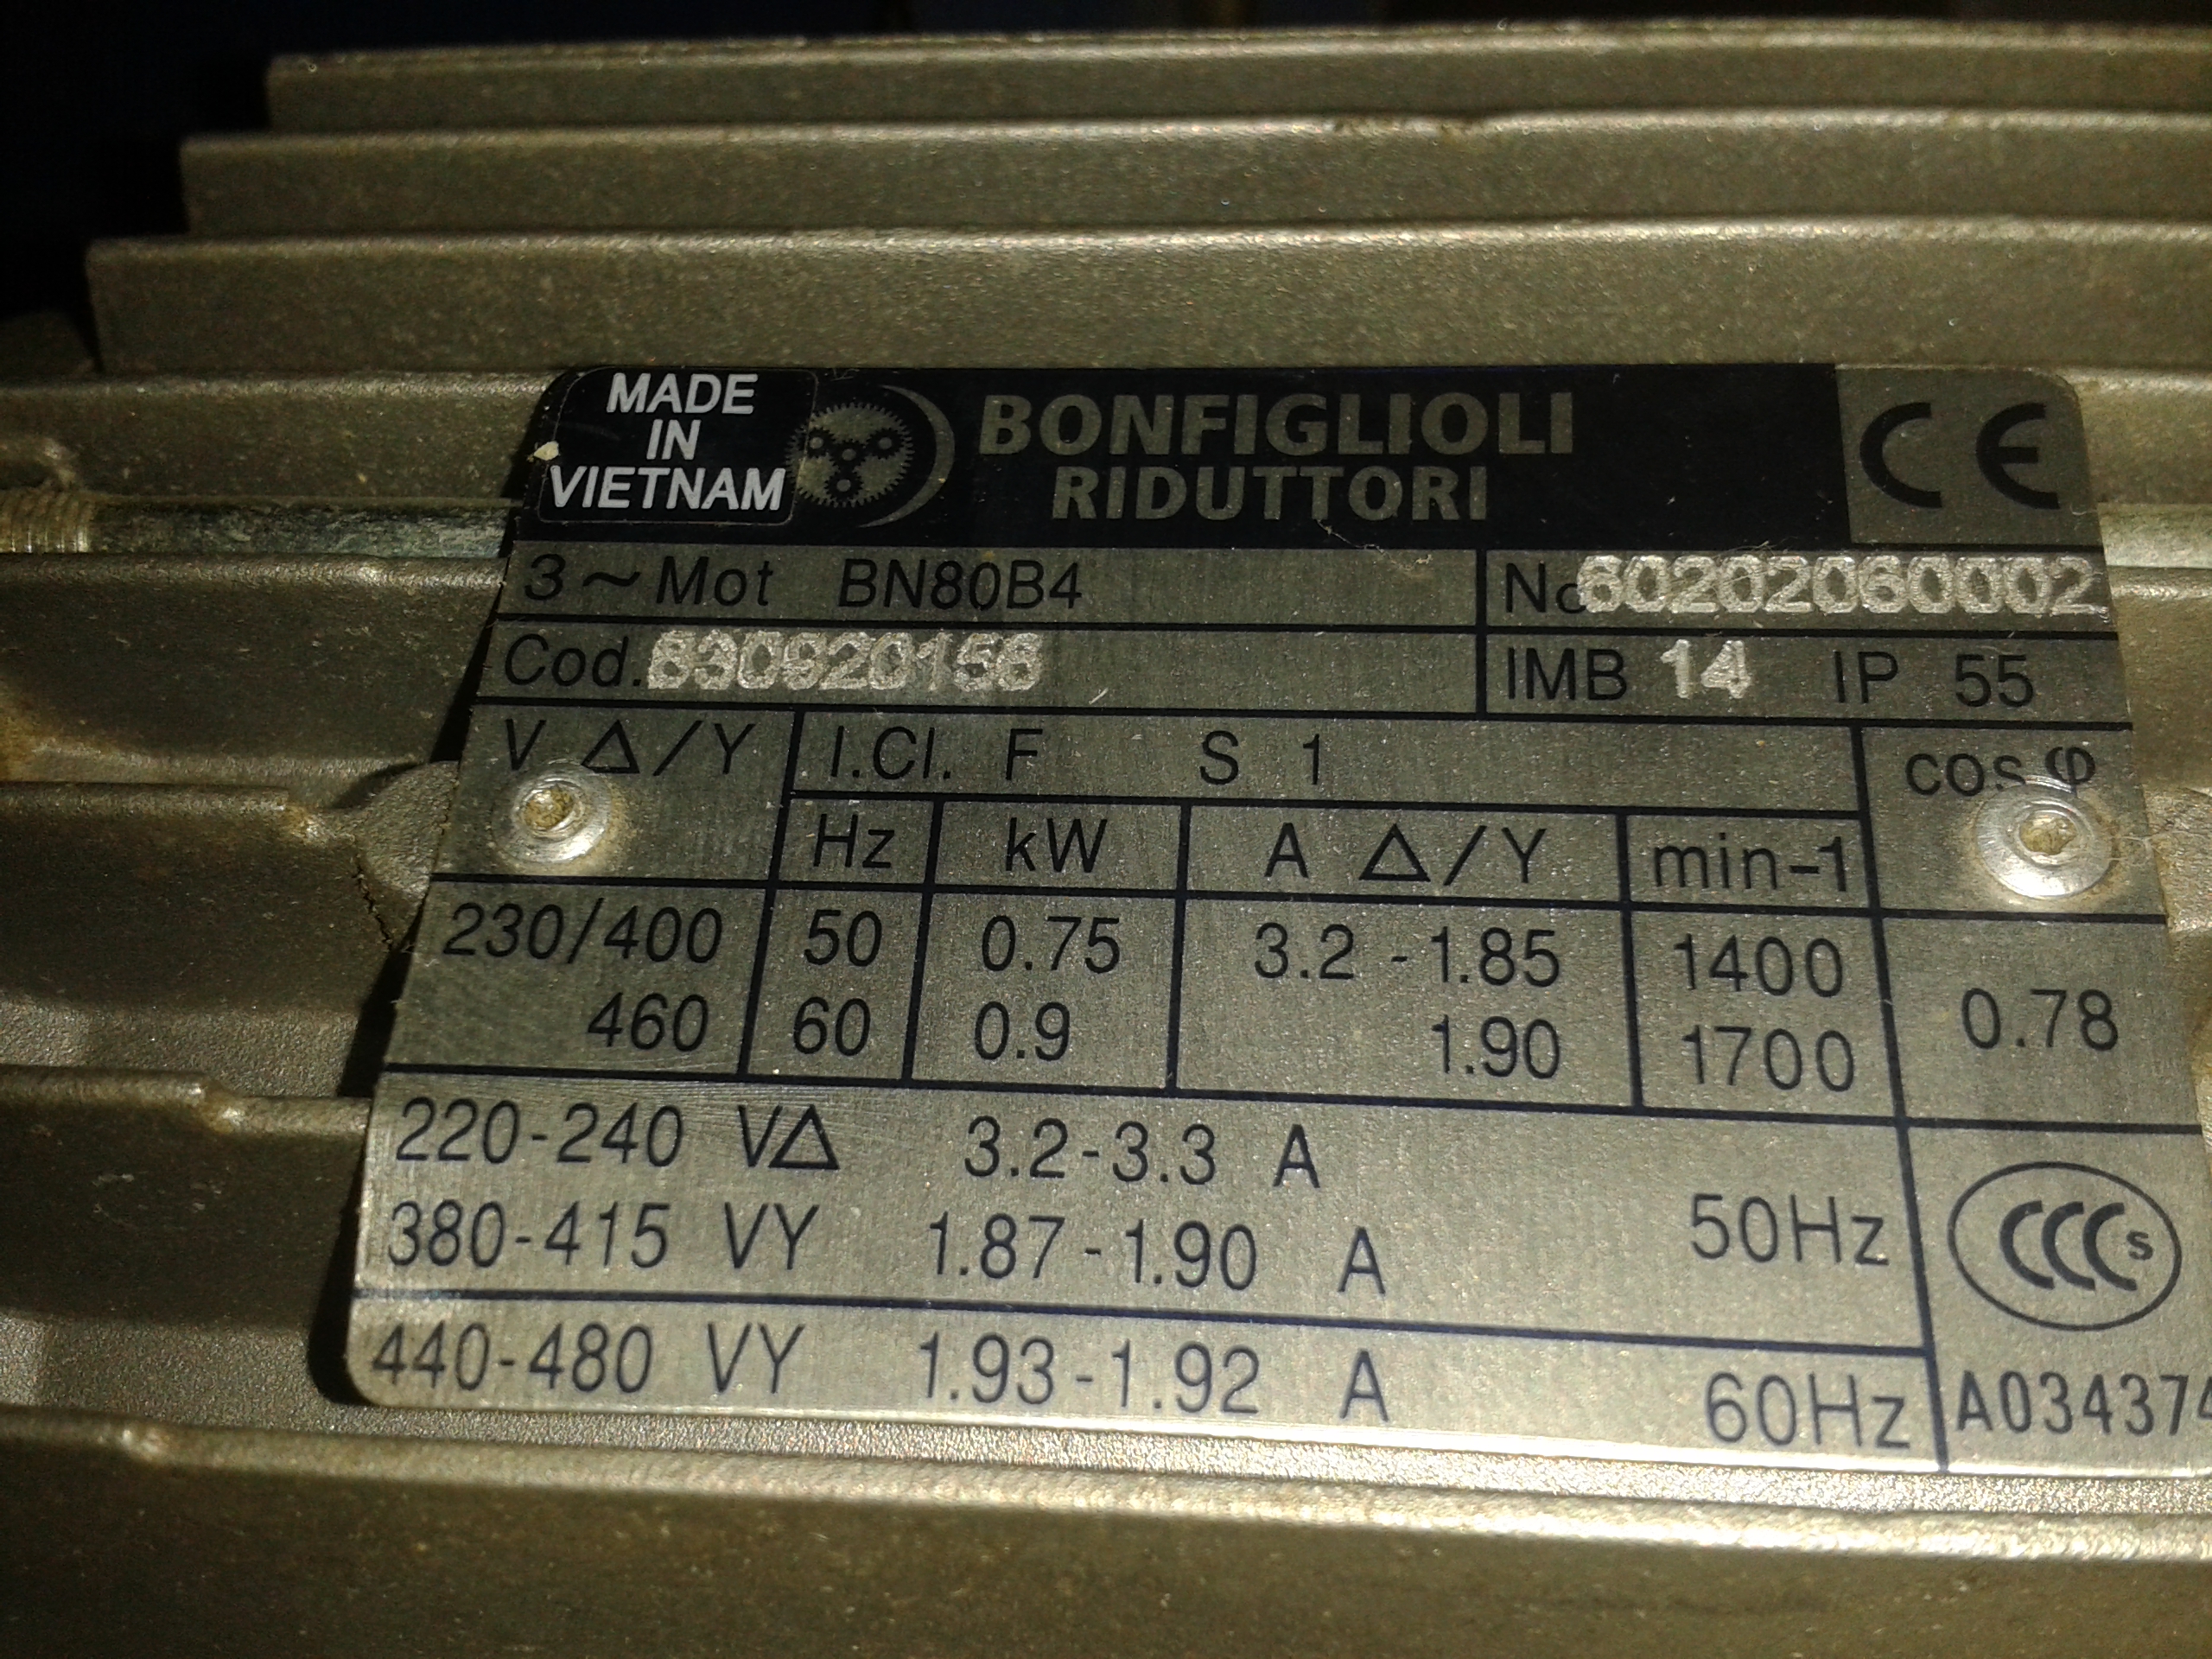 MADE
IN
VIETNAM
BONFIGLIOLI
RIDUTTORI
CE
3~Mot BN80B4
No 60202060002
Cod. 830920156
IMB 14 IP 55
V Δ/Y
I.Cl. F S 1
cos φ
Hz kW A Δ/Y min-1
230/400 50 0.75 3.2 -1.85 1400
460 60 0.9 1.90 1700
0.78
220-240 VΔ 3.2-3.3 A
380-415 VY 1.87-1.90 A
50Hz
CCC S
440-480 VY 1.93-1.92 A 60Hz
A034374